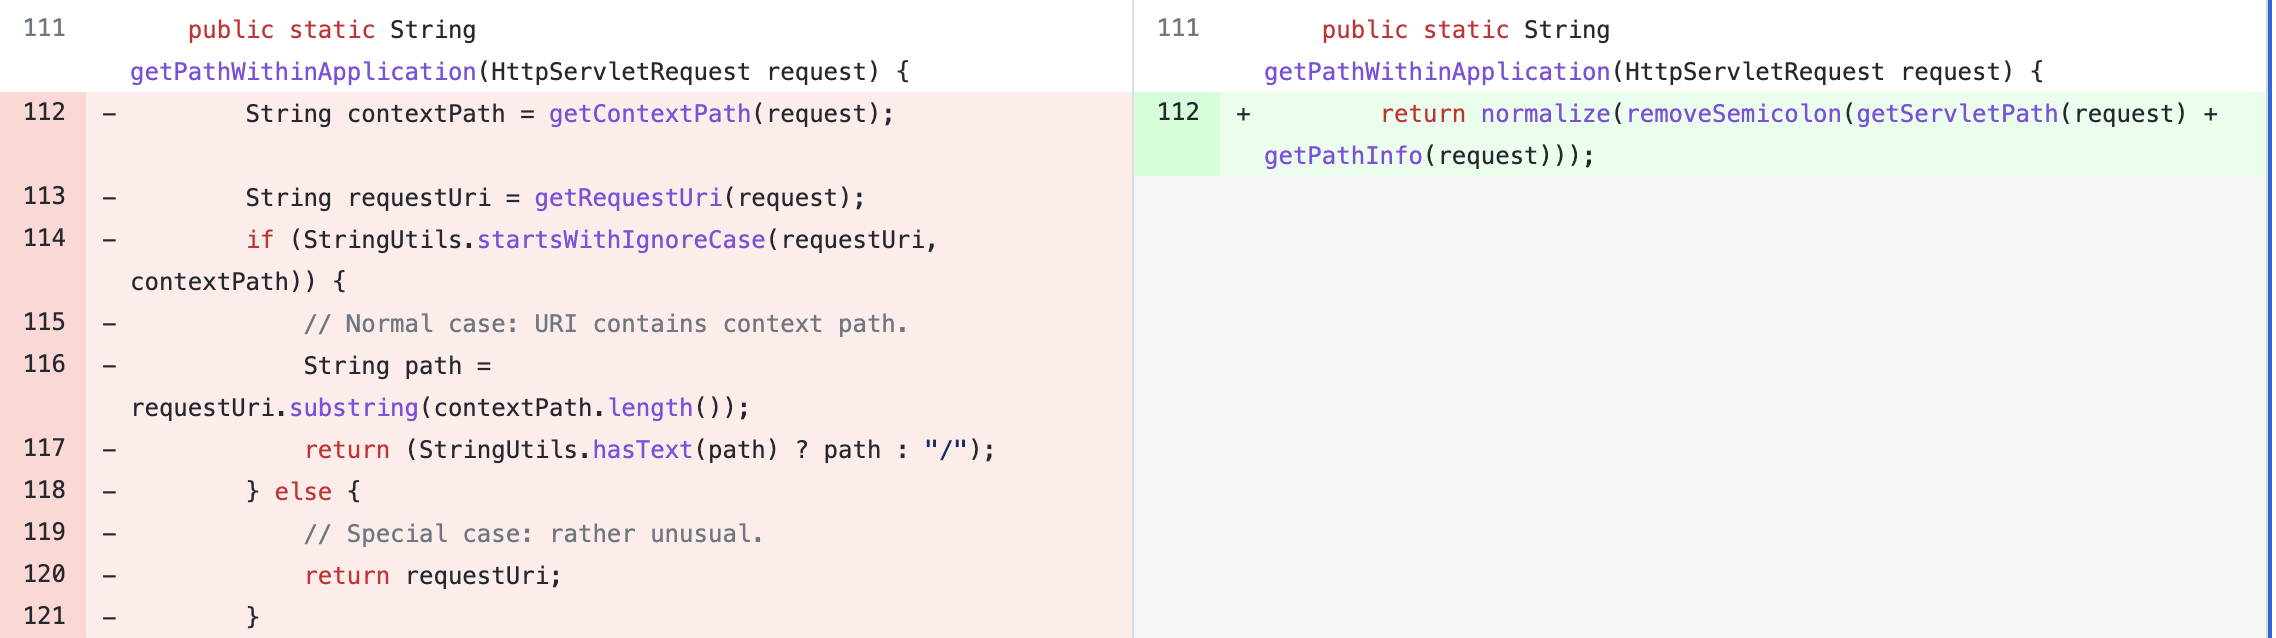 111 public static String
getPathWithinApplication(HttpServletRequest request) {
112 - String contextPath = getContextPath(request);
113 - String requestUri = getRequestUri(request);
114 - if (StringUtils.startsWithIgnoreCase(requestUri,
contextPath)) {
115 - // Normal case: URI contains context path.
116 - String path =
requestUri.substring(contextPath.length());
117 - return (StringUtils.hasText(path) ? path : "/");
118 - } else {
119 - // Special case: rather unusual.
120 - return requestUri;
121 - }
111 public static String
getPathWithinApplication(HttpServletRequest request) {
112 + return normalize(removeSemicolon(getServletPath(request) +
getPathInfo(request)));